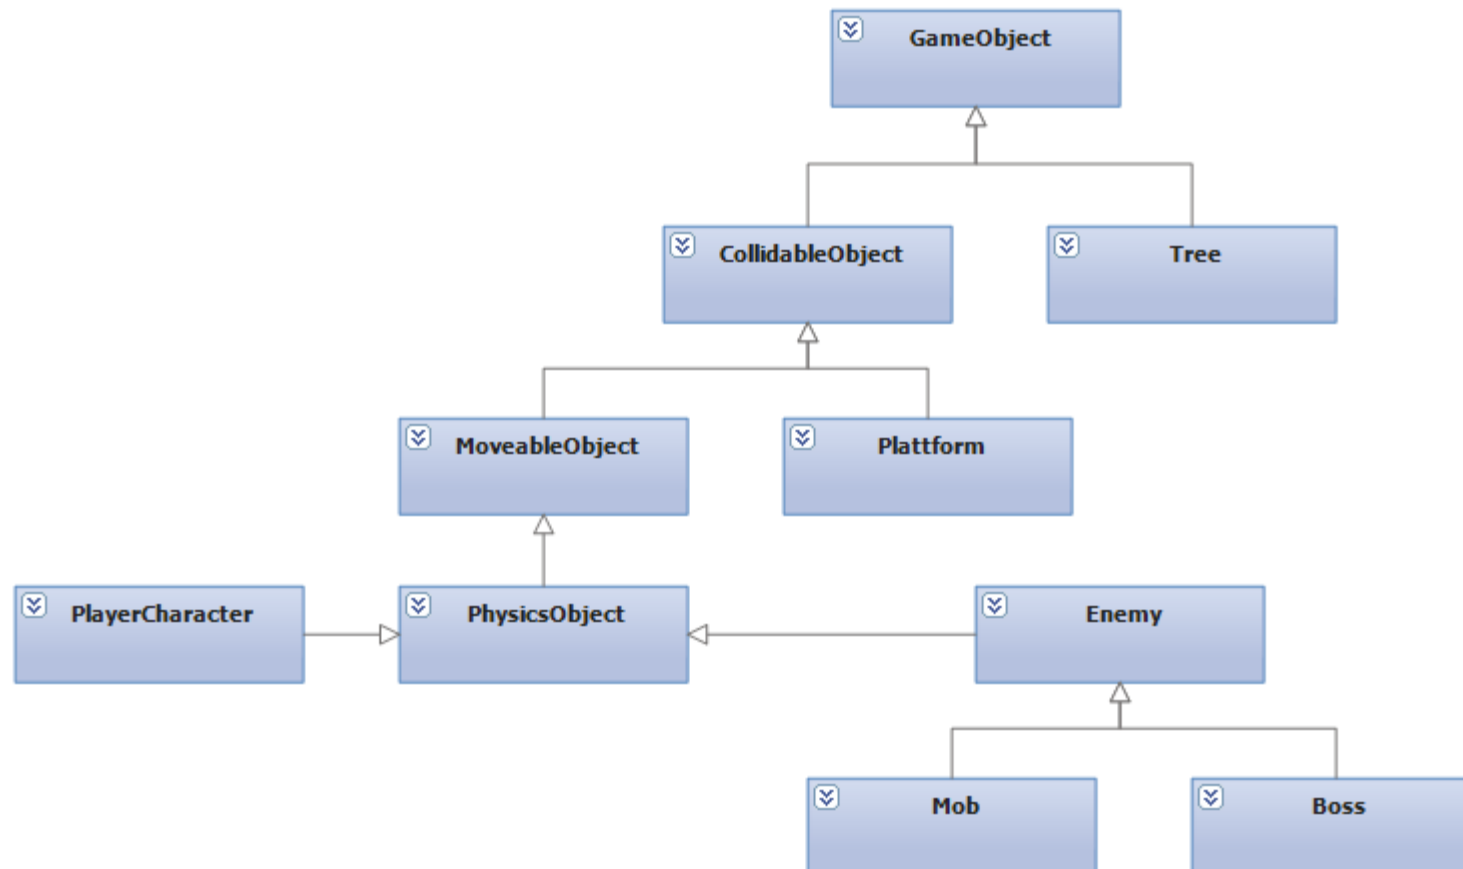 GameObject
CollidableObject
Tree
MoveableObject
Plattform
PlayerCharacter
PhysicsObject
Enemy
Mob
Boss